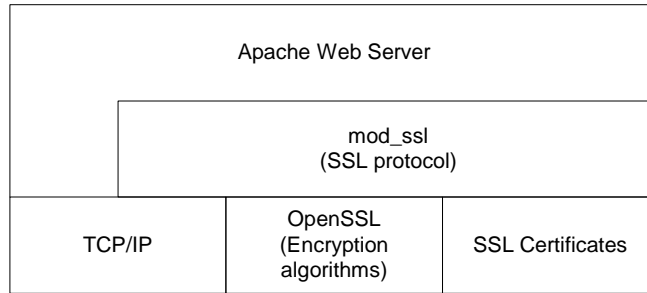 Apache Web Server
mod_ssl
(SSL protocol)
TCP/IP
OpenSSL
(Encryption
algorithms)
SSL Certificates